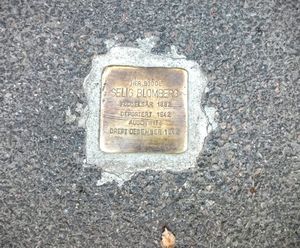 HER BODDE
SELIG BLOMBERG
DEPORTERT 1942
AUSCHWITZ
DREPT DESEMBER 1942